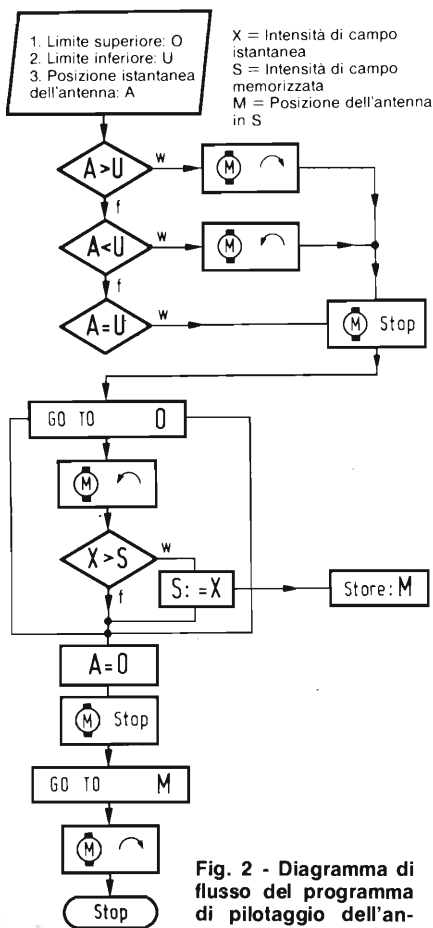 1. Limite superiore: O
2. Limite inferiore: U
3. Posizione istantanea
dell'antenna: A
X = Intensità di campo
istantanea
S = Intensità di campo
memorizzata
M = Posizione dell'antenna
in S
A>U
w
M
f
A<U
w
M
f
A=U
w
M Stop
GO TO O
M
X>S
w
S:=X
Store: M
f
A=O
M Stop
GO TO M
M
Stop
Fig. 2 - Diagramma di
flusso del programma
di pilotaggio dell'an-